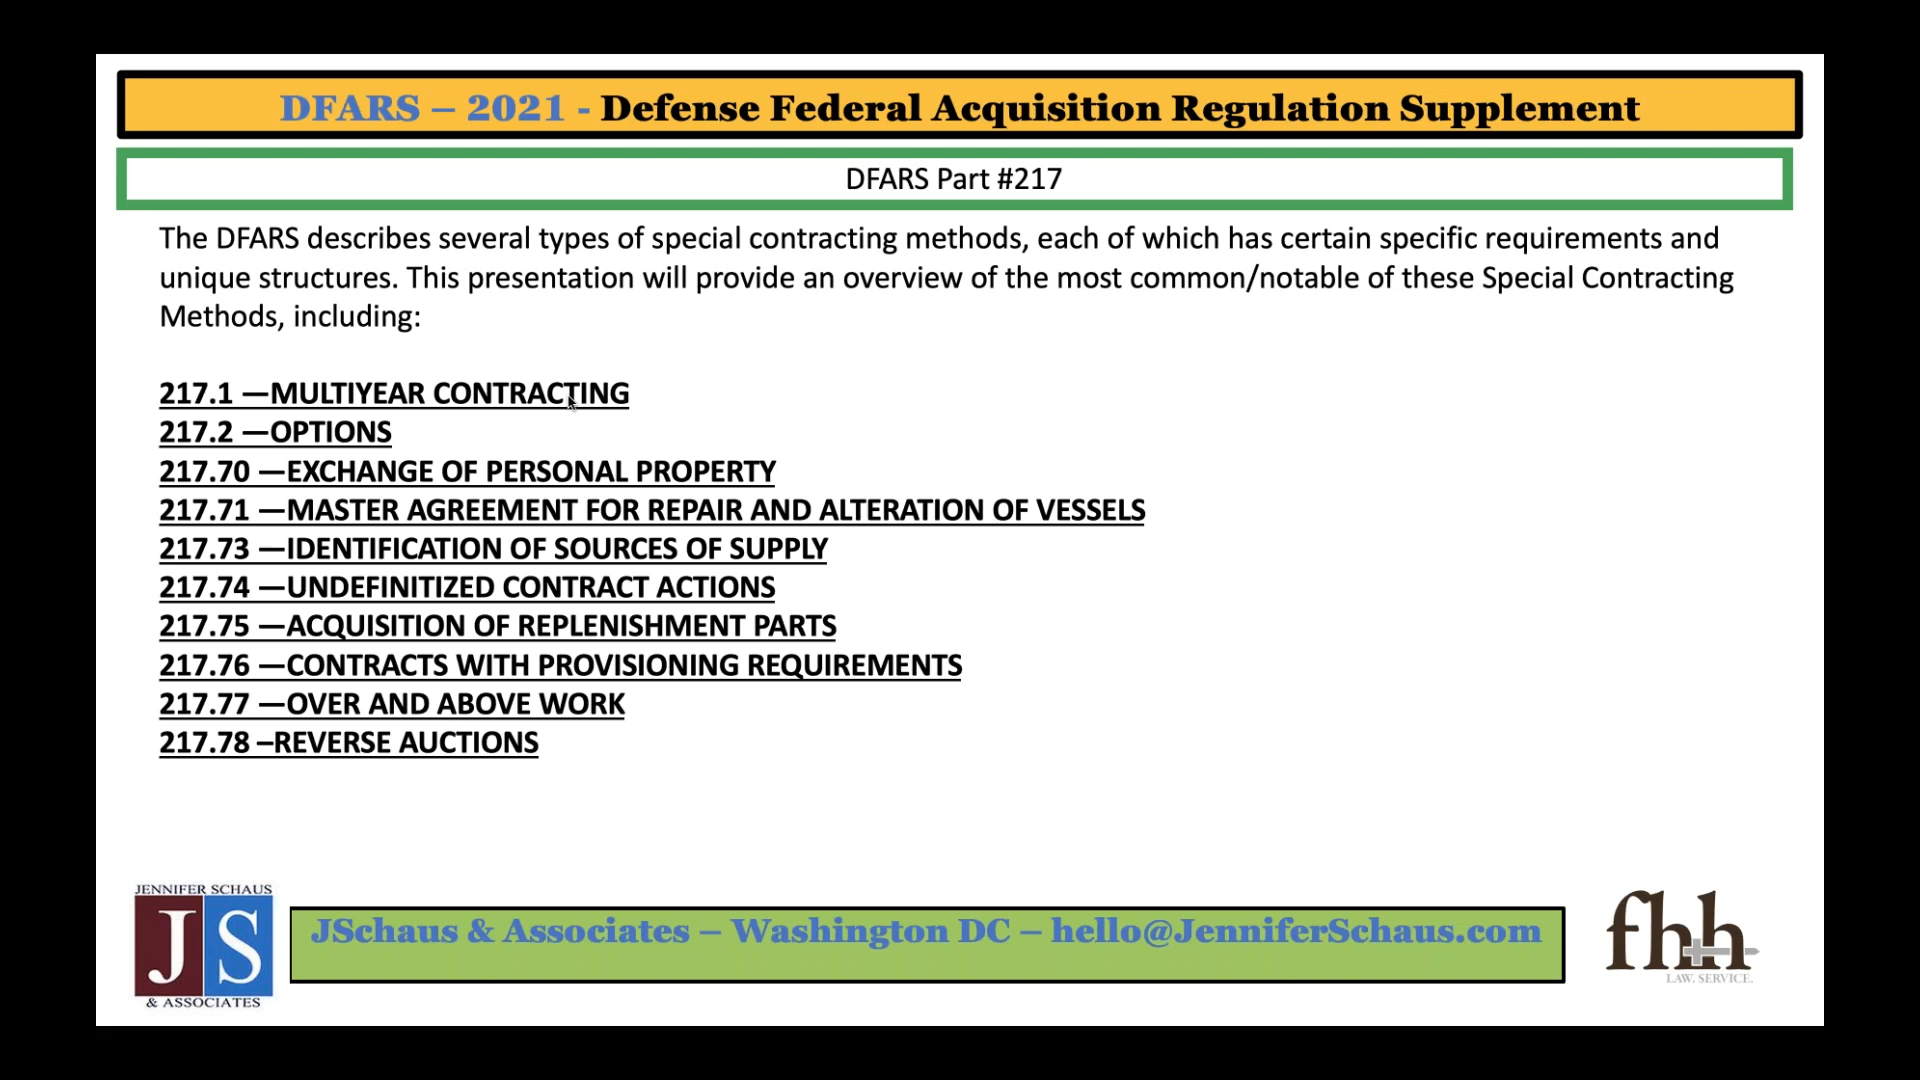 DFARS – 2021 - Defense Federal Acquisition Regulation Supplement
DFARS Part #217
The DFARS describes several types of special contracting methods, each of which has certain specific requirements and
unique structures. This presentation will provide an overview of the most common/notable of these Special Contracting
Methods, including:
217.1 —MULTIYEAR CONTRACTING
217.2 —OPTIONS
217.70 —EXCHANGE OF PERSONAL PROPERTY
217.71 —MASTER AGREEMENT FOR REPAIR AND ALTERATION OF VESSELS
217.73 —IDENTIFICATION OF SOURCES OF SUPPLY
217.74 —UNDEFINITIZED CONTRACT ACTIONS
217.75 —ACQUISITION OF REPLENISHMENT PARTS
217.76 —CONTRACTS WITH PROVISIONING REQUIREMENTS
217.77 —OVER AND ABOVE WORK
217.78 –REVERSE AUCTIONS
JENNIFER SCHAUS
JS
& ASSOCIATES
JSchaus & Associates – Washington DC – hello@JenniferSchaus.com
fhh
LAW. SERVICE.